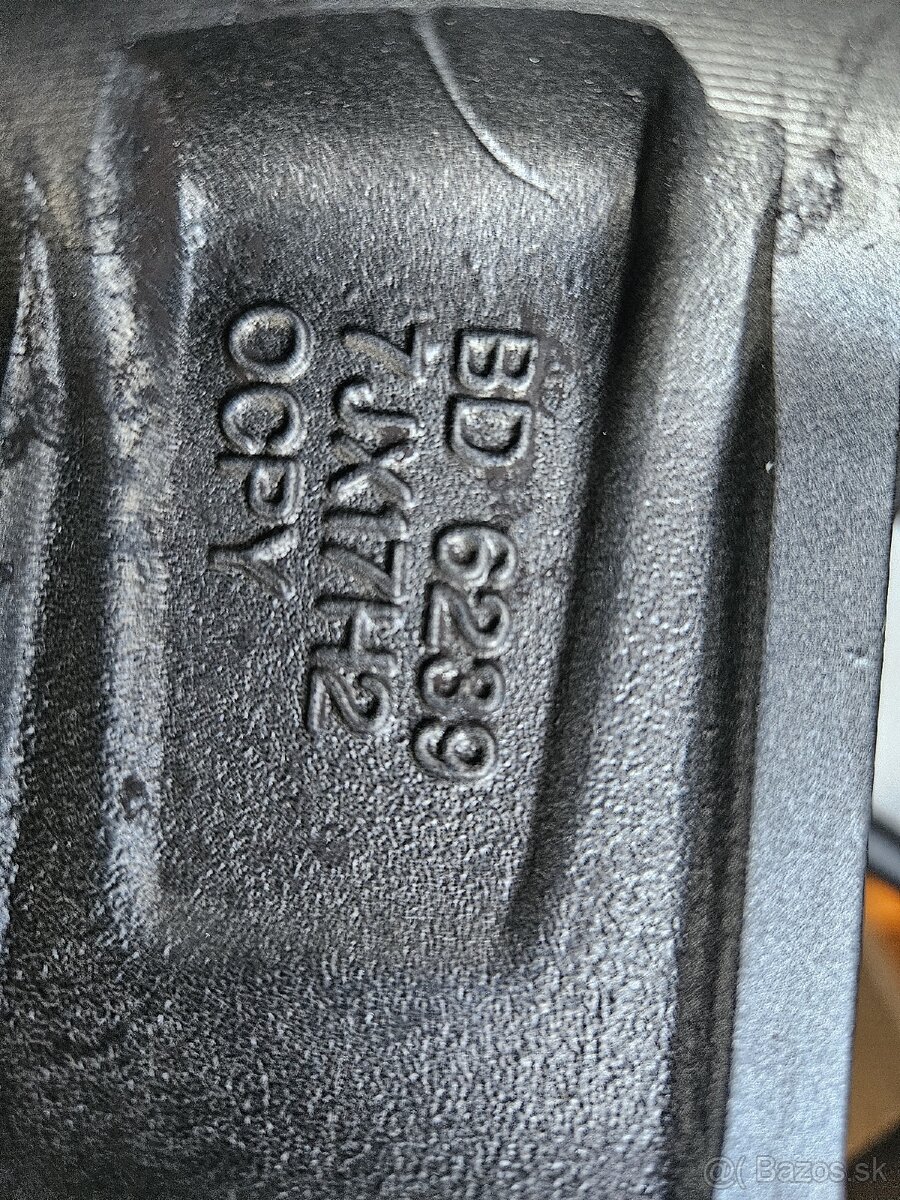 BD 6289
7JX17H2
OCPY
@( Bazos.sk